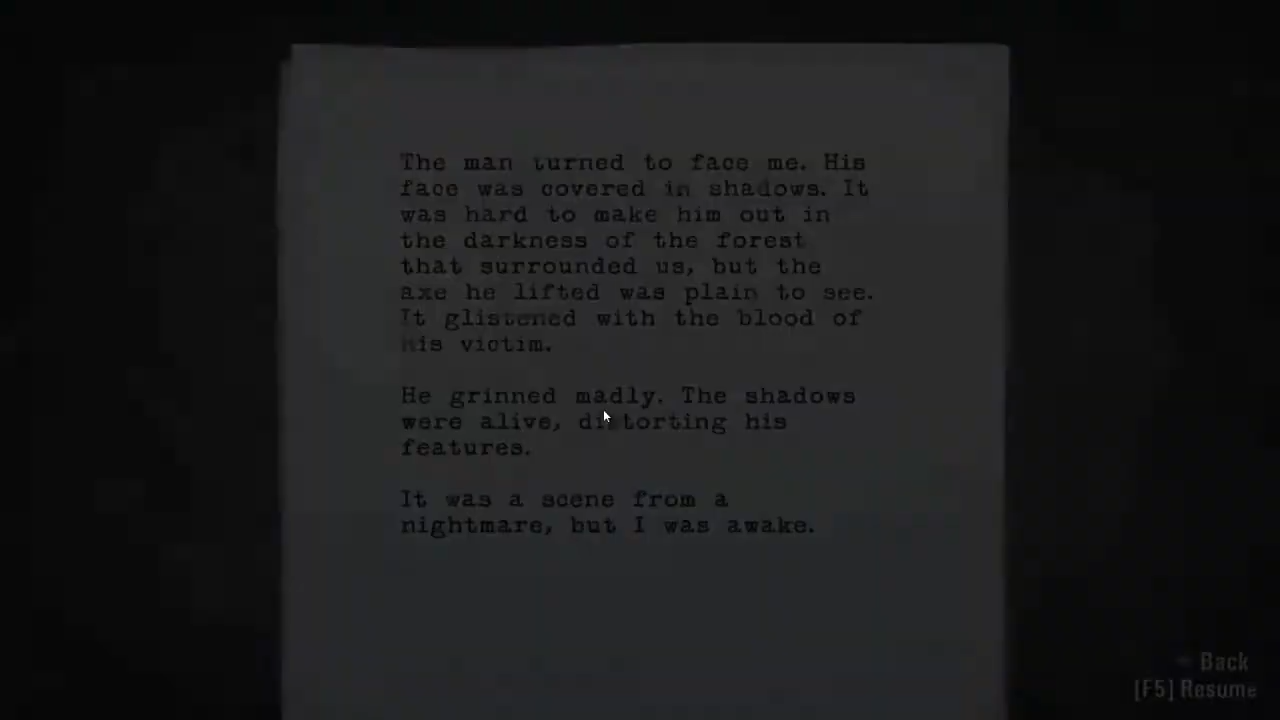 The man turned to face me. His
face was covered in shadows. It
was hard to make him out in
the darkness of the forest
that surrounded us, but the
axe he lifted was plain to see.
It glistened with the blood of
his victim.
He grinned madly. The shadows
were alive, distorting his
features.
It was a scene from a
nightmare, but I was awake.
Back
[F5] Resume